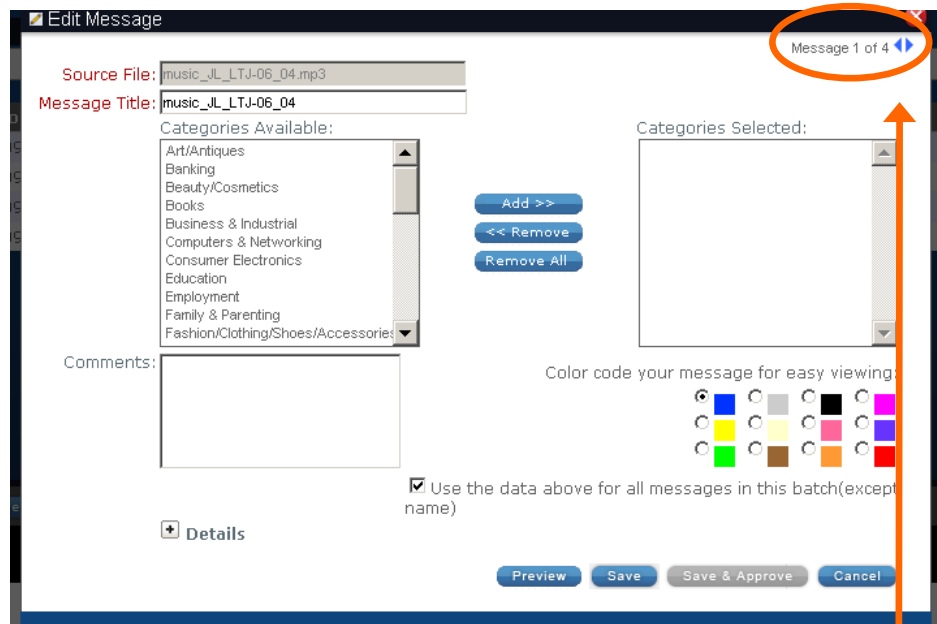 Edit Message
Message 1 of 4
Source File: music_JL_LTJ-06_04.mp3
Message Title: music_JL_LTJ-06_04
Categories Available:
Categories Selected:
Art/Antiques
Banking
Beauty/Cosmetics
Books
Business & Industrial
Computers & Networking
Consumer Electronics
Education
Employment
Family & Parenting
Fashion/Clothing/Shoes/Accessories
Add >>
<< Remove
Remove All
Comments:
Color code your message for easy viewing:
Use the data above for all messages in this batch(except
name)
+ Details
Preview Save Save & Approve Cancel